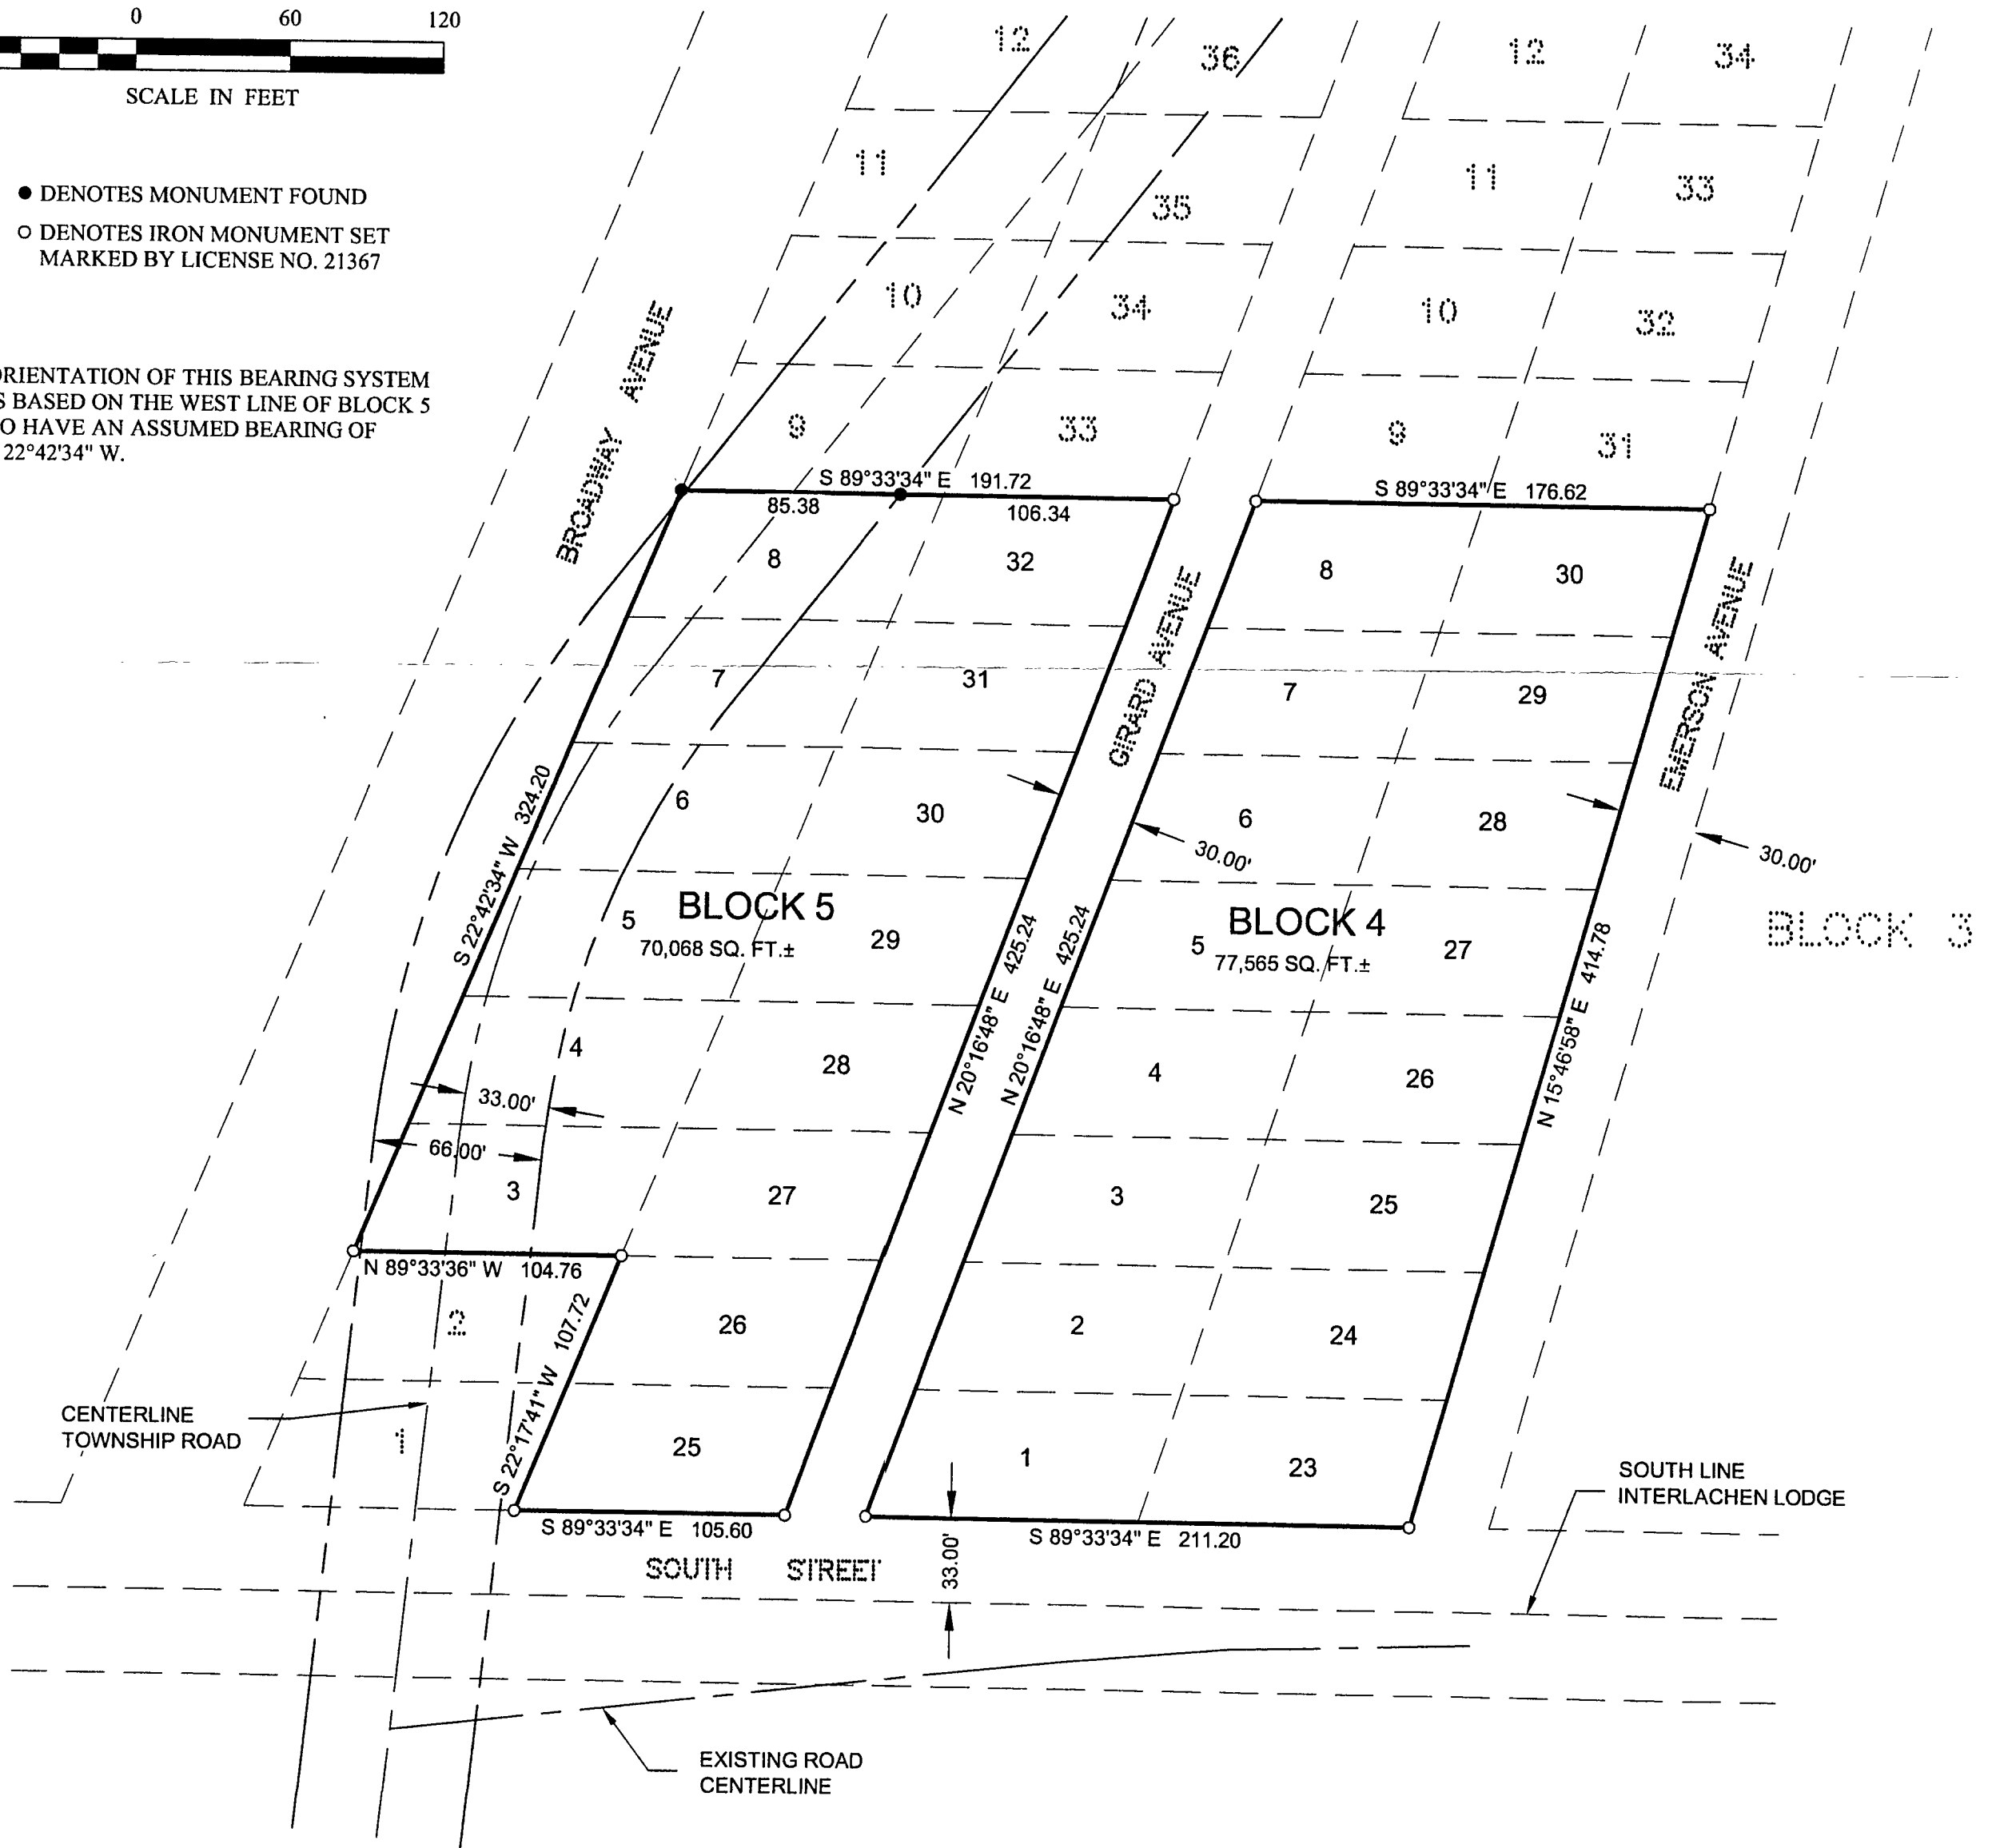 0 60 120
SCALE IN FEET
● DENOTES MONUMENT FOUND
○ DENOTES IRON MONUMENT SET
MARKED BY LICENSE NO. 21367
ORIENTATION OF THIS BEARING SYSTEM
S BASED ON THE WEST LINE OF BLOCK 5
O HAVE AN ASSUMED BEARING OF
22°42'34" W.
12
36
12
34
11
35
11
33
10
34
10
32
9
33
9
31
BROADWAY AVENUE
S 89°33'34" E 191.72
85.38
106.34
S 89°33'34" E 176.62
8
32
8
30
GIRARD AVENUE
EMERSON AVENUE
7
31
7
29
6
30
6
28
30.00'
30.00'
S 22°42'34" W 324.20
BLOCK 5
70,068 SQ. FT.±
5
29
N 20°16'48" E 425.24
N 20°16'48" E 425.24
BLOCK 4
77,565 SQ. FT.±
5
27
N 15°46'58" E 414.78
BLOCK 3
4
28
4
26
33.00'
66.00'
3
27
3
25
N 89°33'36" W 104.76
2
26
2
24
S 22°17'41" W 107.72
CENTERLINE
TOWNSHIP ROAD
1
25
1
23
SOUTH LINE
INTERLACHEN LODGE
S 89°33'34" E 105.60
S 89°33'34" E 211.20
33.00'
SOUTH STREET
EXISTING ROAD
CENTERLINE